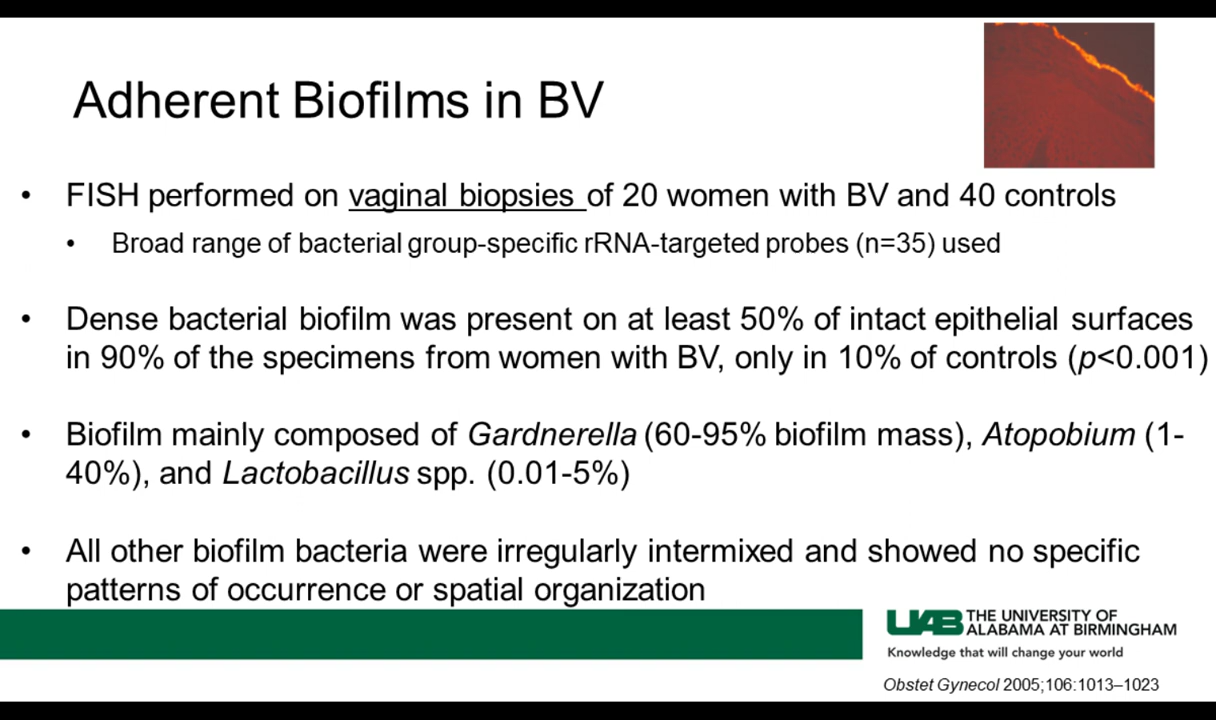 Adherent Biofilms in BV
• FISH performed on vaginal biopsies of 20 women with BV and 40 controls
• Broad range of bacterial group-specific rRNA-targeted probes (n=35) used
• Dense bacterial biofilm was present on at least 50% of intact epithelial surfaces
in 90% of the specimens from women with BV, only in 10% of controls (p<0.001)
• Biofilm mainly composed of Gardnerella (60-95% biofilm mass), Atopobium (1-
40%), and Lactobacillus spp. (0.01-5%)
• All other biofilm bacteria were irregularly intermixed and showed no specific
patterns of occurrence or spatial organization
UAB THE UNIVERSITY OF
ALABAMA AT BIRMINGHAM
Knowledge that will change your world
Obstet Gynecol 2005;106:1013–1023